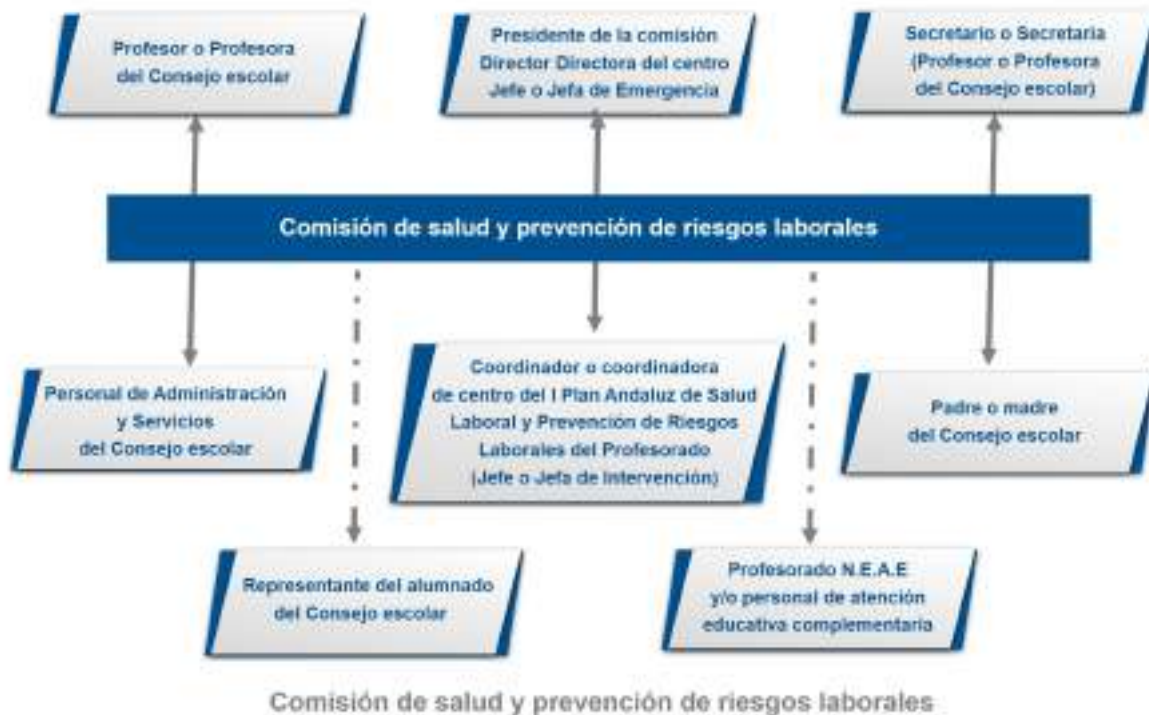 Profesor o Profesora
del Consejo escolar
Presidente de la comisión
Director Directora del centro
Jefe o Jefa de Emergencia
Secretario o Secretaria
(Profesor o Profesora
del Consejo escolar)
Comisión de salud y prevención de riesgos laborales
Personal de Administración
y Servicios
del Consejo escolar
Coordinador o coordinadora
de centro del I Plan Andaluz de Salud
Laboral y Prevención de Riesgos
Laborales del Profesorado
(Jefe o Jefa de Intervención)
Padre o madre
del Consejo escolar
Representante del alumnado
del Consejo escolar
Profesorado N.E.A.E
y/o personal de atención
educativa complementaria
Comisión de salud y prevención de riesgos laborales